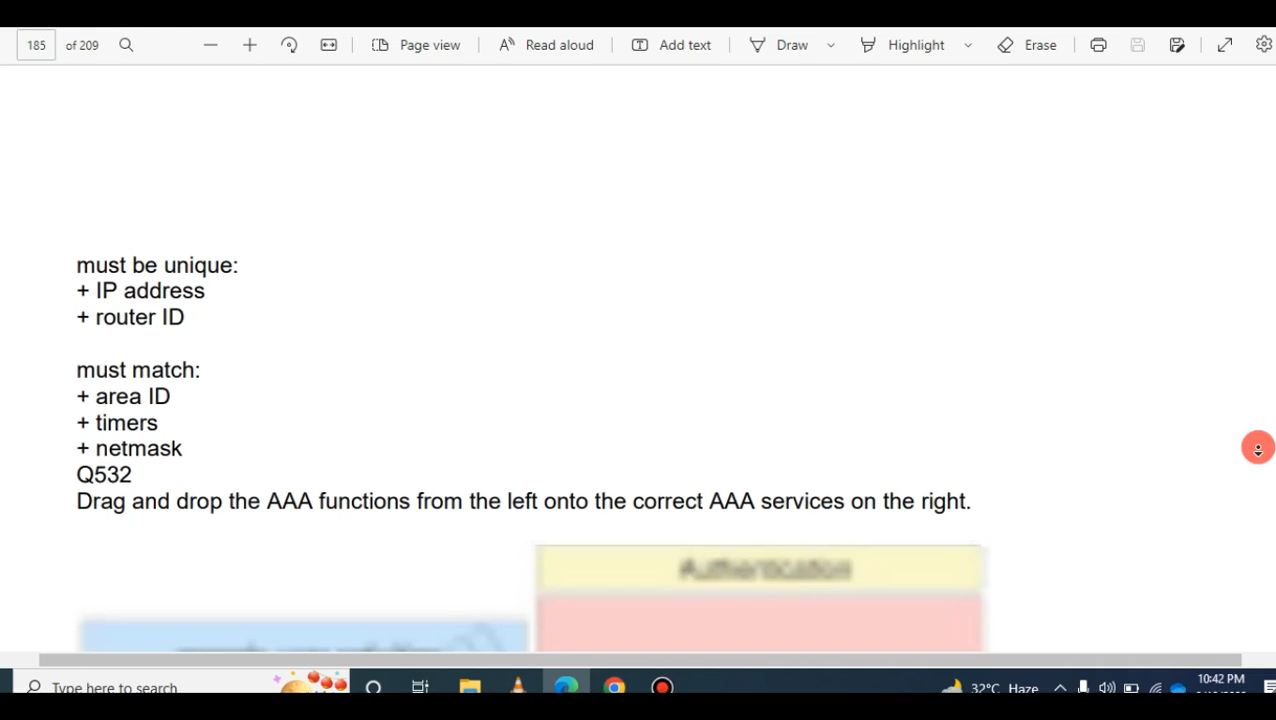 185 of 209 Page view Read aloud Add text Draw Highlight Erase
must be unique:
+ IP address
+ router ID
must match:
+ area ID
+ timers
+ netmask
Q532
Drag and drop the AAA functions from the left onto the correct AAA services on the right.
Authentication
Type here to search 32°C Haze 10:42 PM